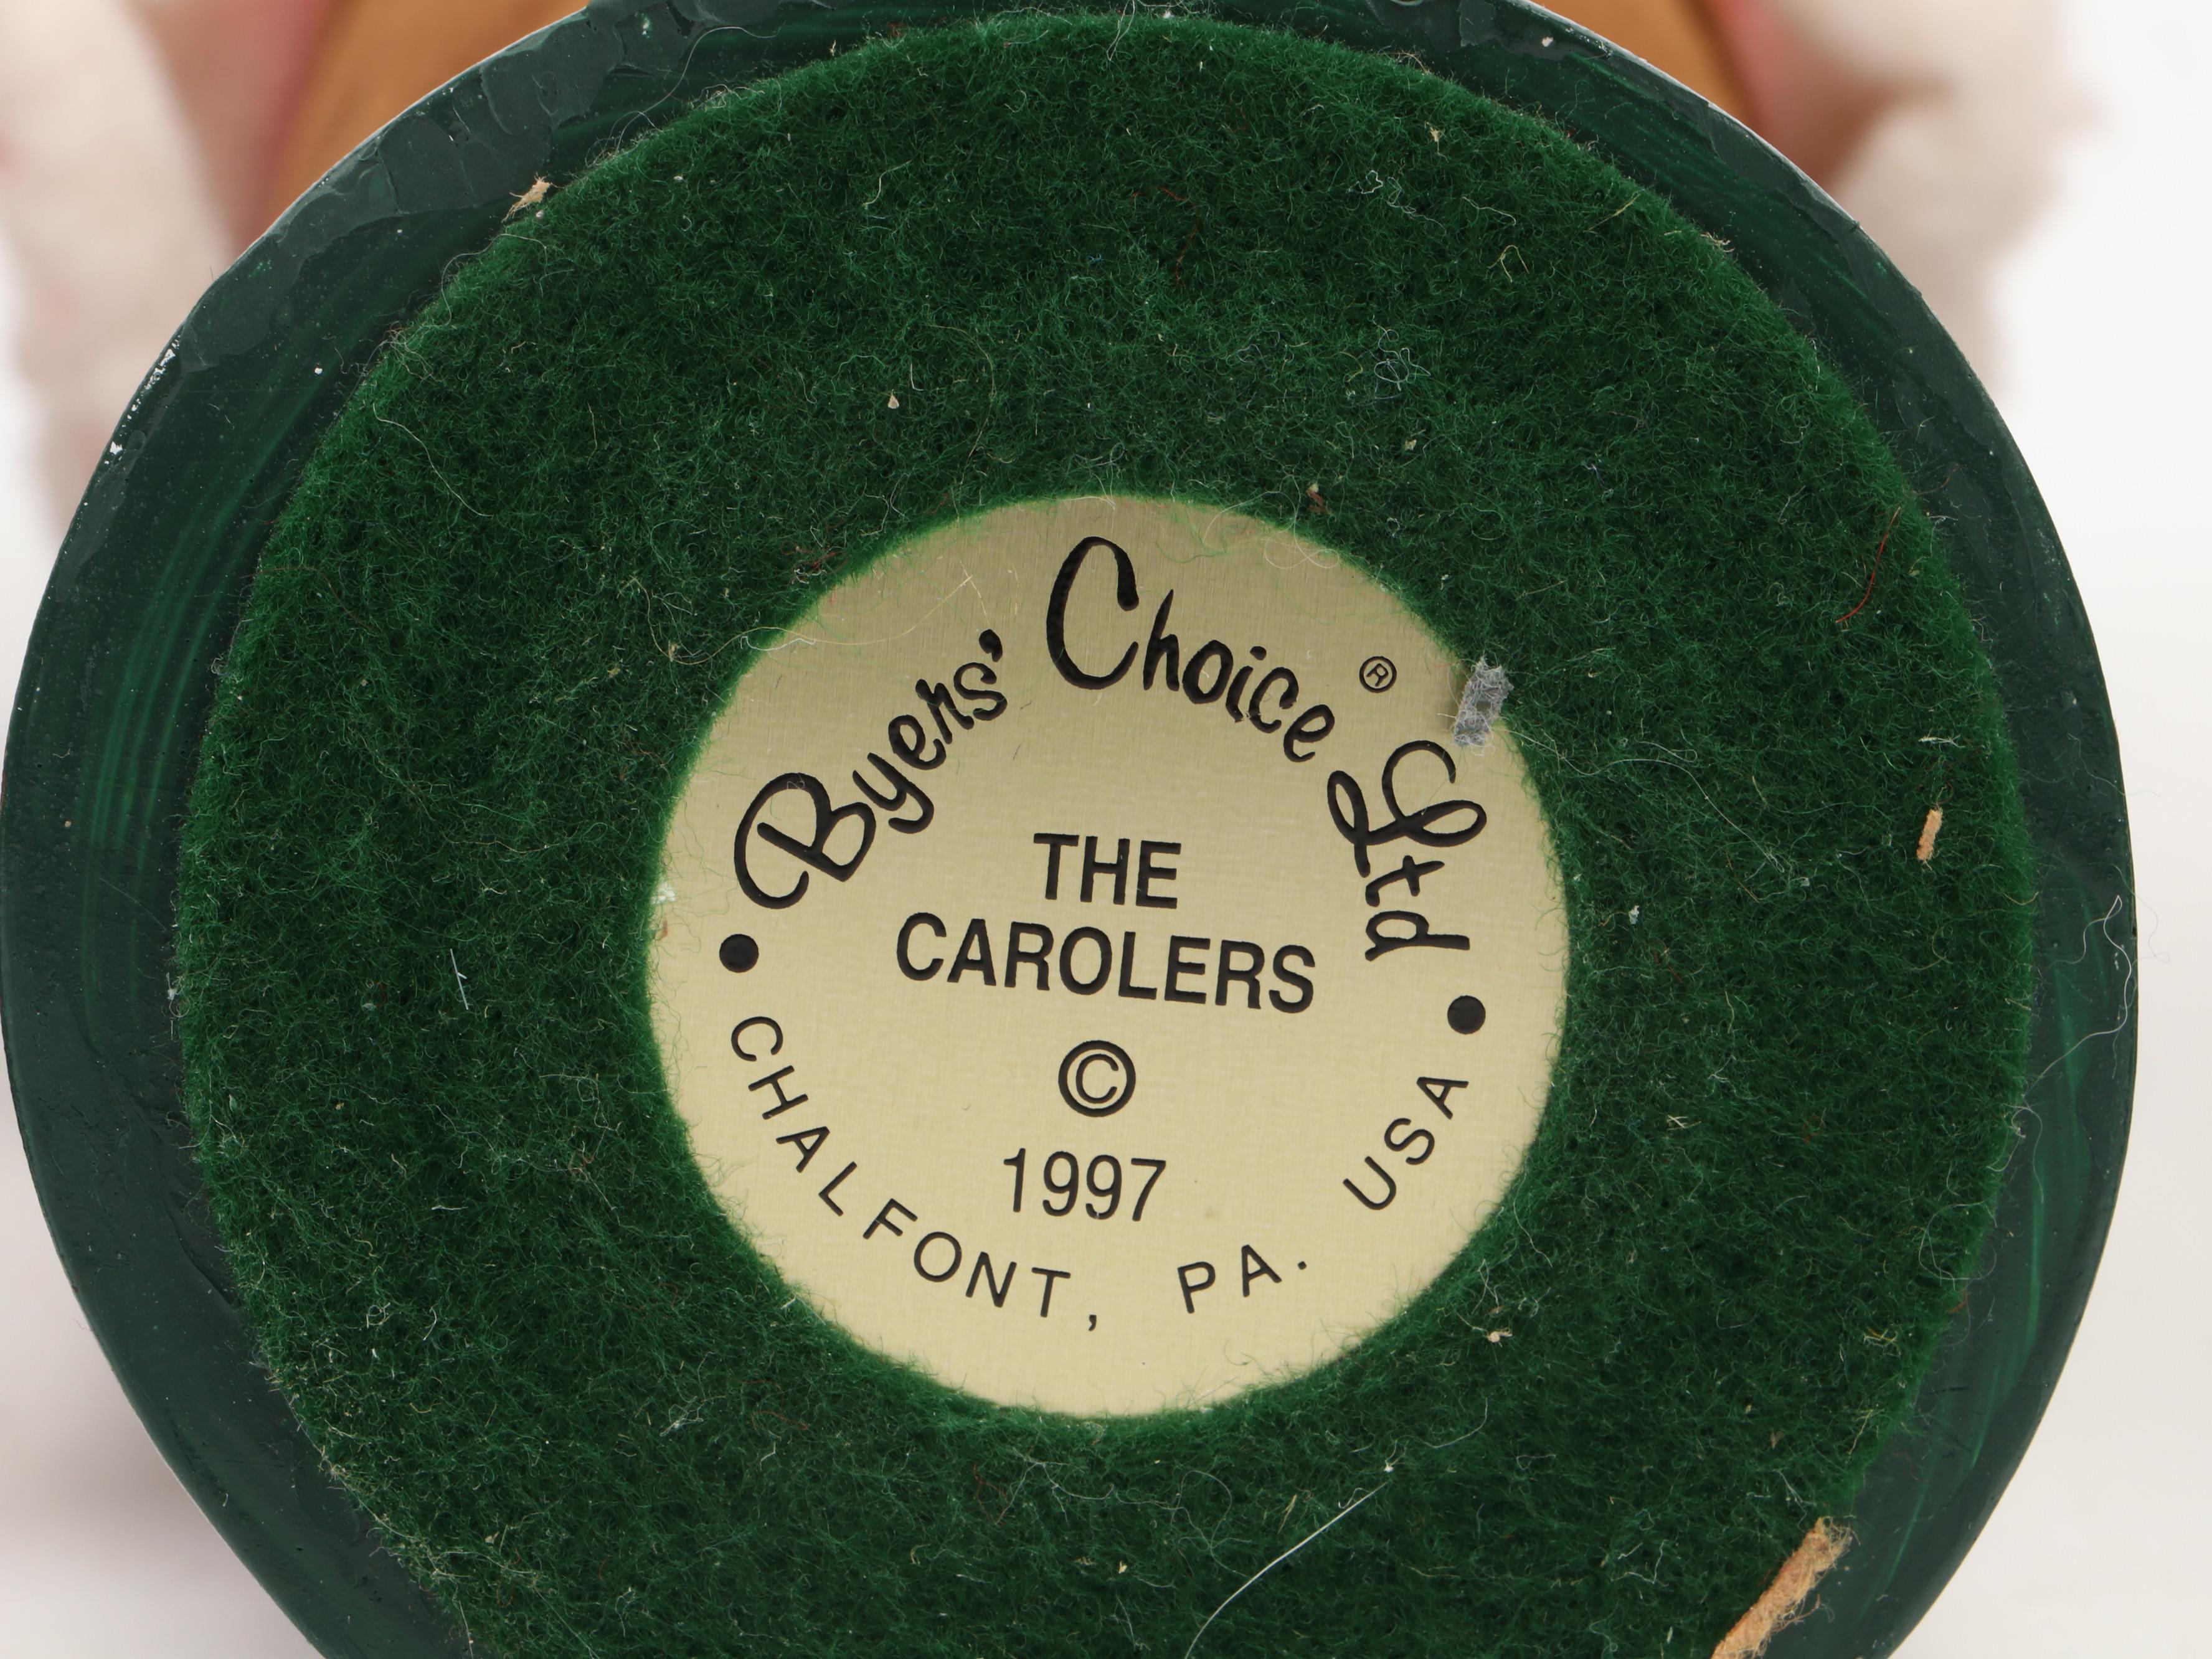 Byers' Choice Ltd
®
THE
CAROLERS
©
1997
• CHALFONT, PA. USA •